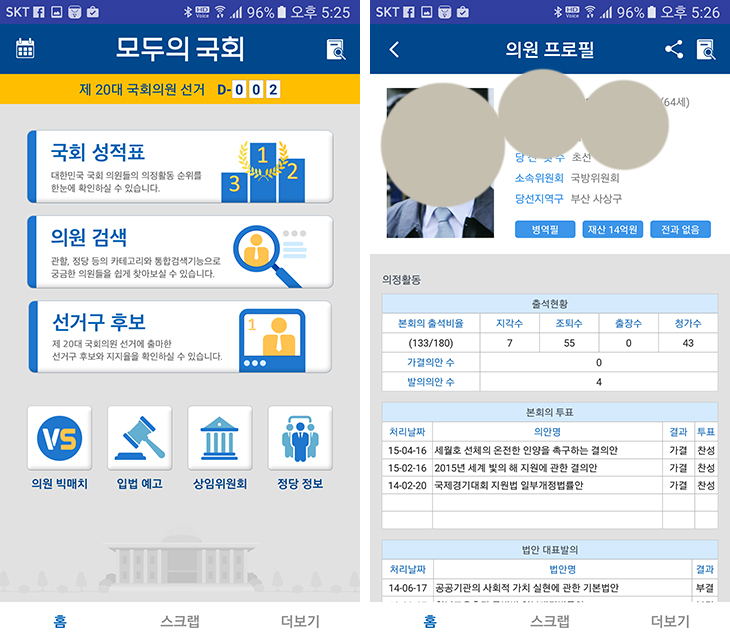 SKT HD Voice 96% 오후 5:25
모두의 국회
제 20대 국회의원 선거 D-002
국회 성적표
대한민국 국회 의원들의 의정활동 순위를
한눈에 확인하실 수 있습니다.
1
2
3
의원 검색
관할, 정당 등의 카테고리와 통합검색기능으로
궁금한 의원들을 쉽게 찾아보실 수 있습니다.
선거구 후보
제 20대 국회의원 선거에 출마한
선거구 후보와 지지율을 확인하실 수 있습니다.
1
VS
의원 빅매치 입법 예고 상임위원회 정당 정보
홈 스크랩 더보기
SKT HD Voice 96% 오후 5:26
의원 프로필
(64세)
초선
소속위원회 국방위원회
당선지역구 부산 사상구
병역필 재산 14억원 전과 없음
의정활동
출석현황
본회의 출석비율 지각수 조퇴수 출장수 청가수
(133/180) 7 55 0 43
가결의안 수 0
발의의안 수 4
본회의 투표
처리날짜 의안명 결과 투표
15-04-16 세월호 선체의 온전한 인양을 촉구하는 결의안 가결 찬성
15-02-16 2015년 세계 빛의 해 지원에 관한 결의안 가결 찬성
14-02-20 국제경기대회 지원법 일부개정법률안 가결 찬성
법안 대표발의
처리날짜 법안명 결과
14-06-17 공공기관의 사회적 가치 실현에 관한 기본법안 부결
홈 스크랩 더보기